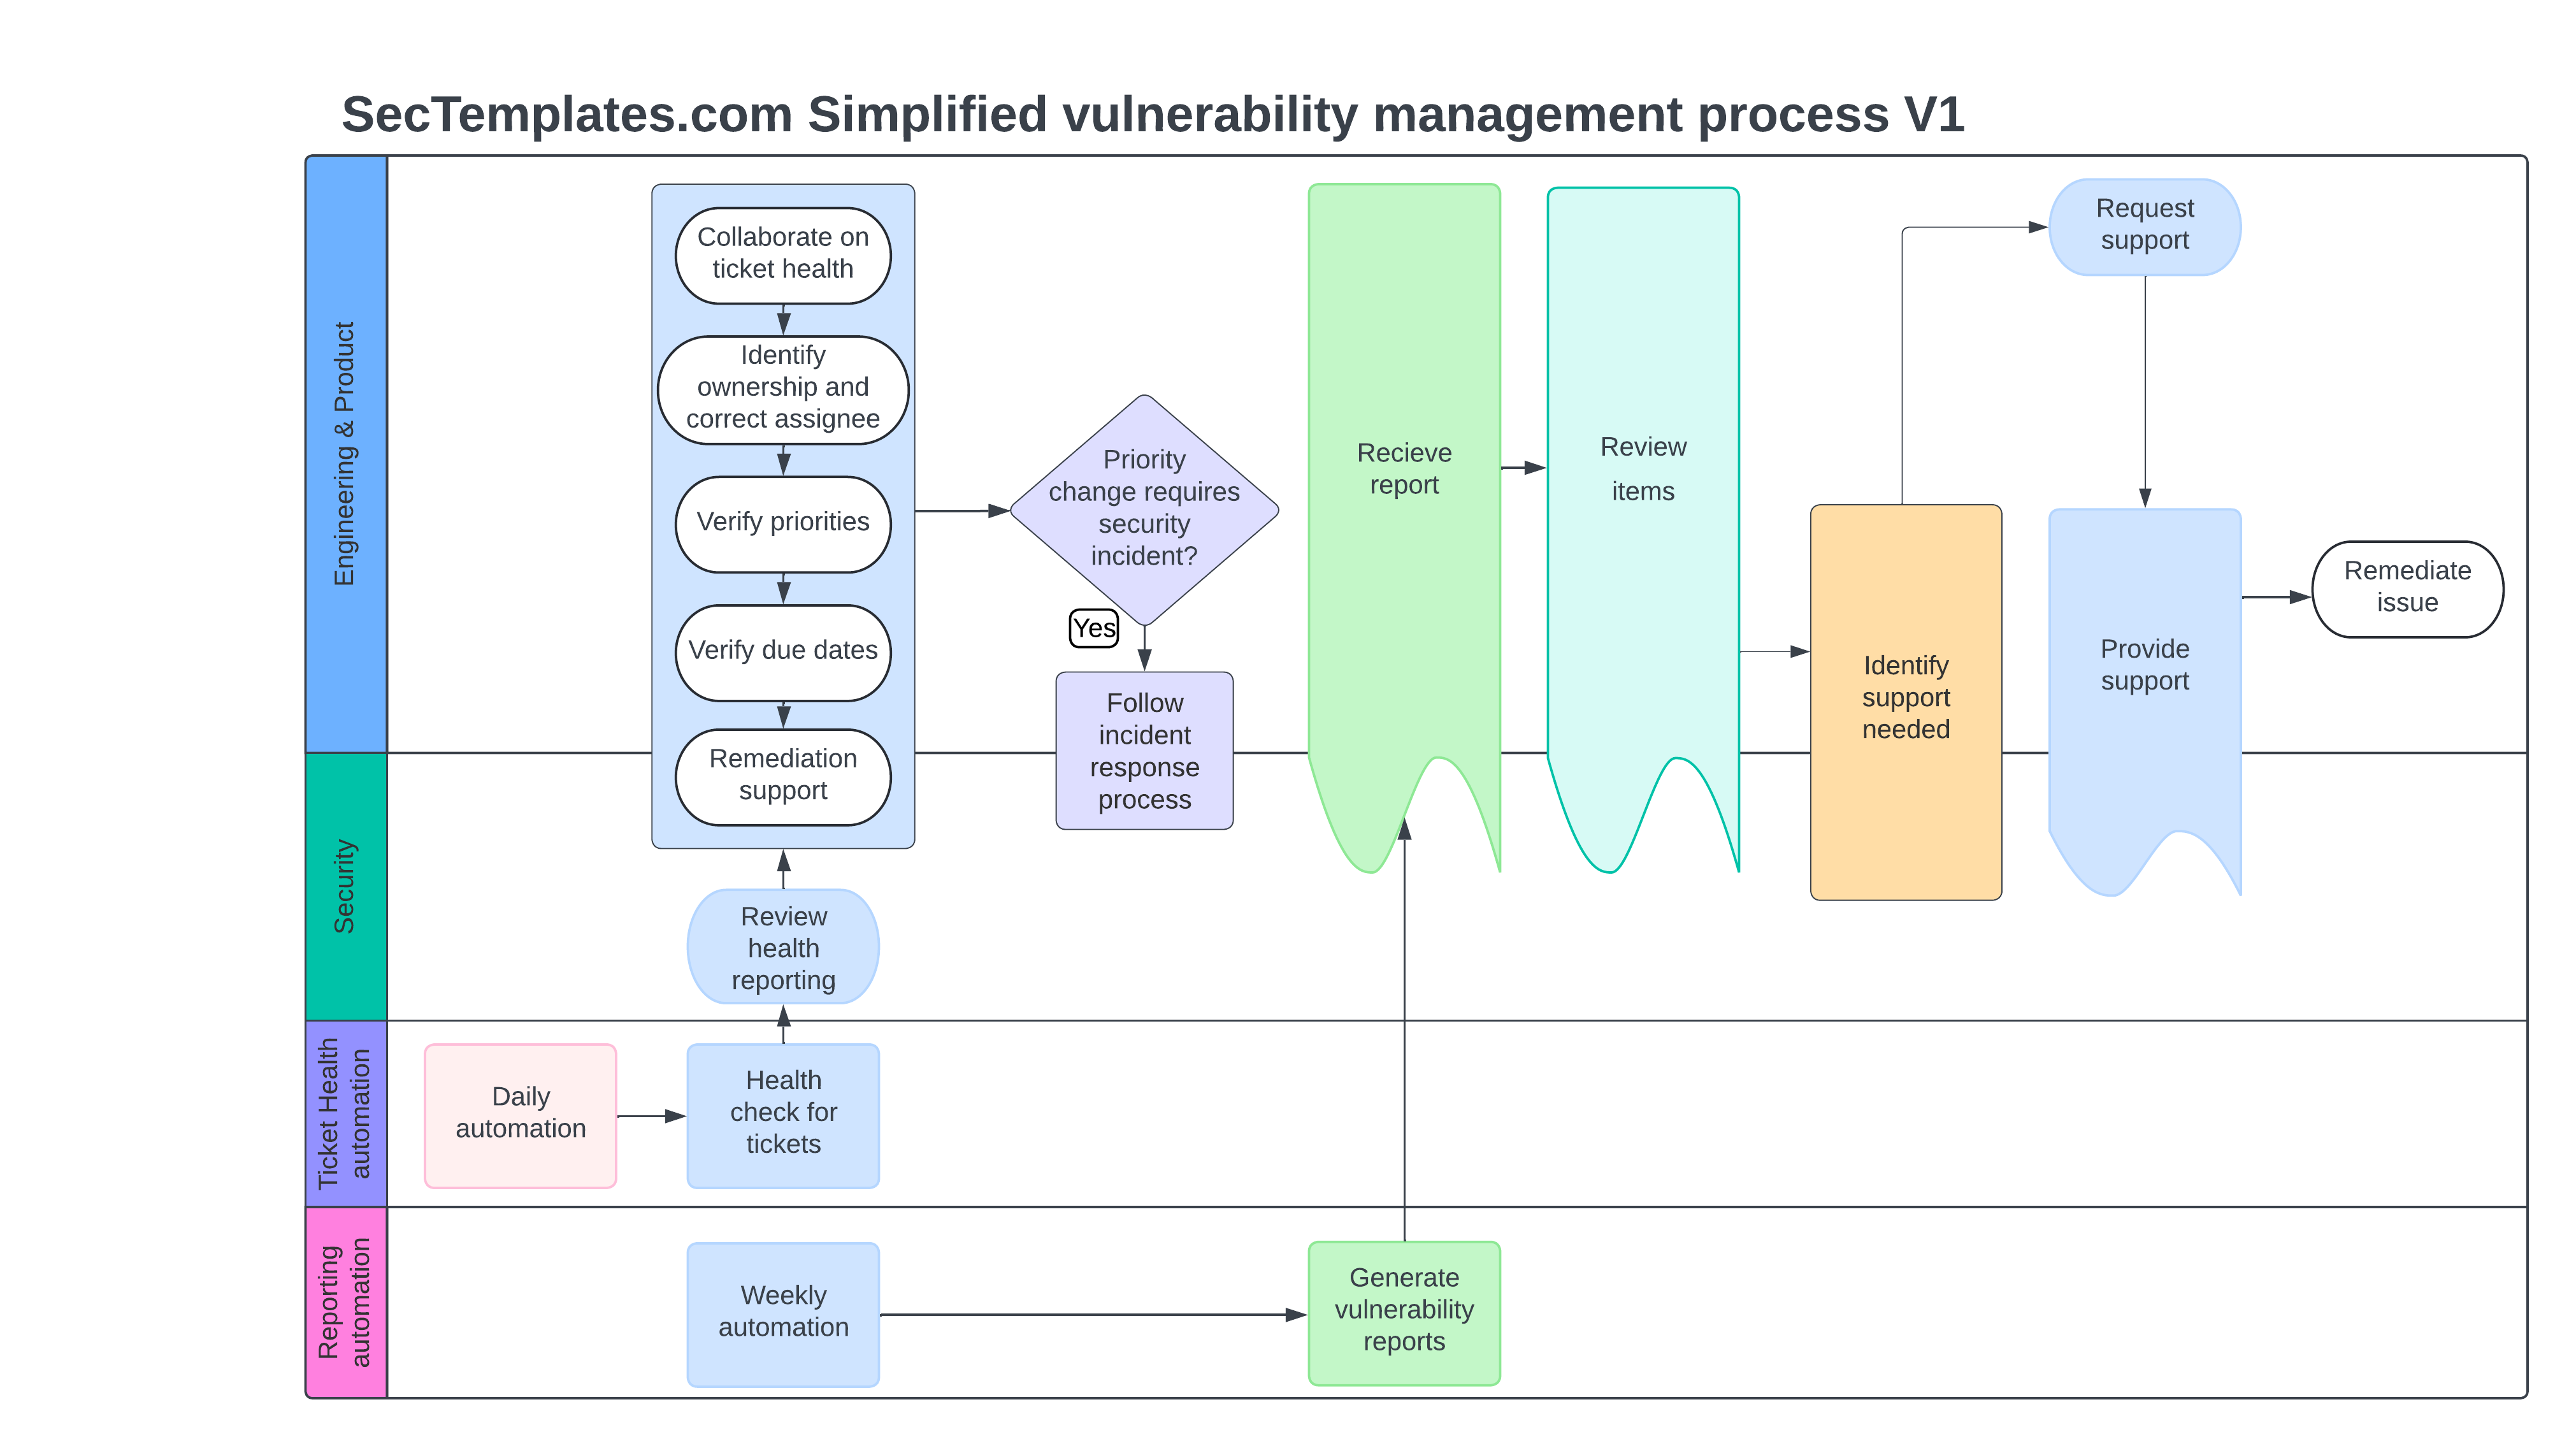 SecTemplates.com Simplified vulnerability management process V1
Engineering & Product
Collaborate on
ticket health
Identify
ownership and
correct assignee
Verify priorities
Verify due dates
Remediation
support
Priority
change requires
security
incident?
Yes
Follow
incident
response
process
Recieve
report
Review
items
Identify
support
needed
Request
support
Provide
support
Remediate
issue
Security
Review
health
reporting
Ticket Health
automation
Daily
automation
Health
check for
tickets
Reporting
automation
Weekly
automation
Generate
vulnerability
reports